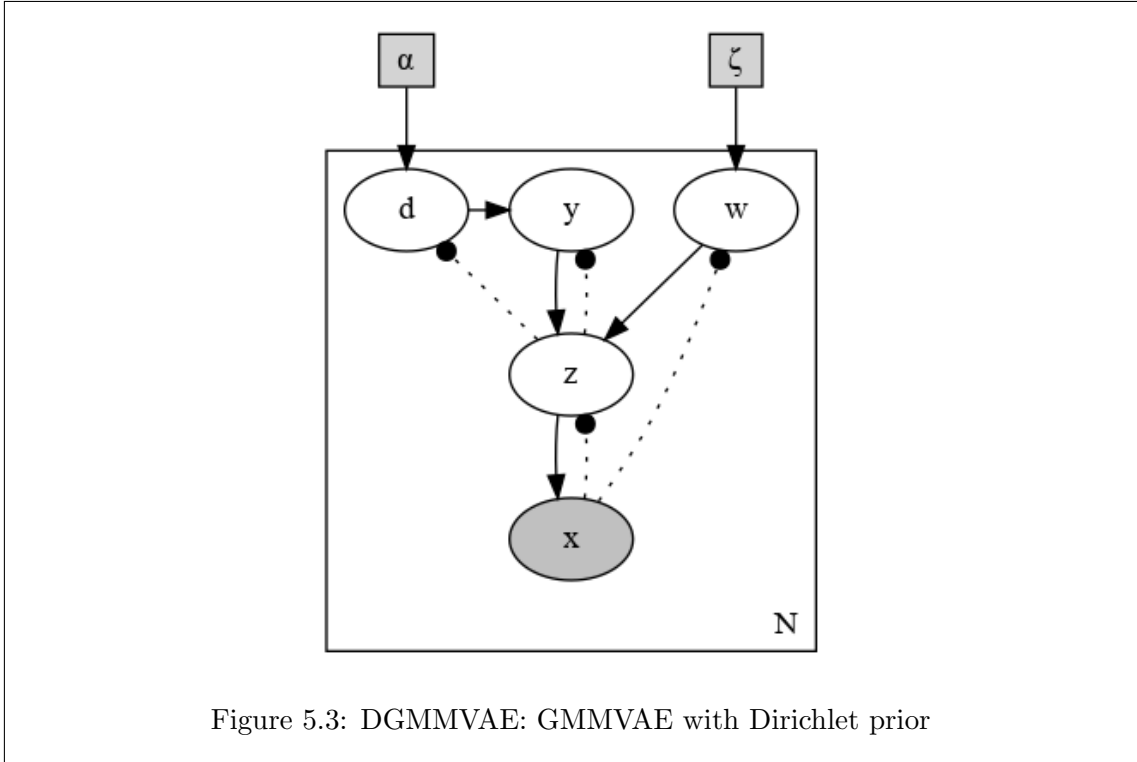 α ζ
d y w
z
x
N
Figure 5.3: DGMMVAE: GMMVAE with Dirichlet prior